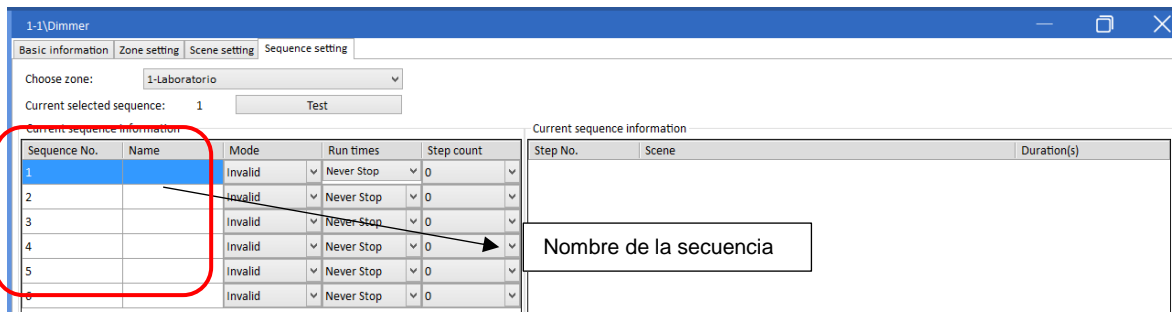 1-1\Dimmer
Basic information Zone setting Scene setting Sequence setting
Choose zone: 1-Laboratorio
Current selected sequence: 1 Test
Current sequence information Current sequence information
Sequence No. Name Mode Run times Step count Step No. Scene Duration(s)
1 Invalid Never Stop 0
2 Invalid Never Stop 0
3 Invalid Never Stop 0
4 Invalid Never Stop 0
Nombre de la secuencia
5 Invalid Never Stop 0
6 Invalid Never Stop 0